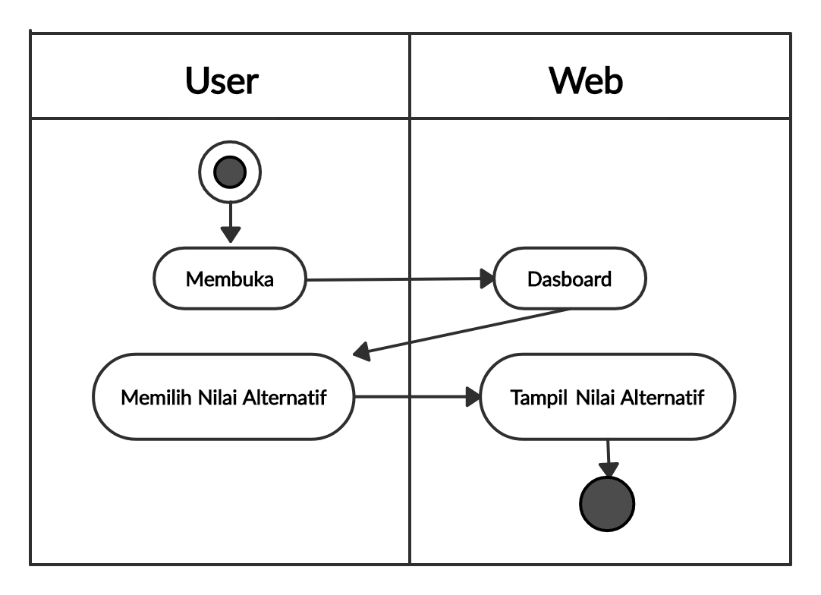 User
Web
Membuka
Dasboard
Memilih Nilai Alternatif
Tampil Nilai Alternatif